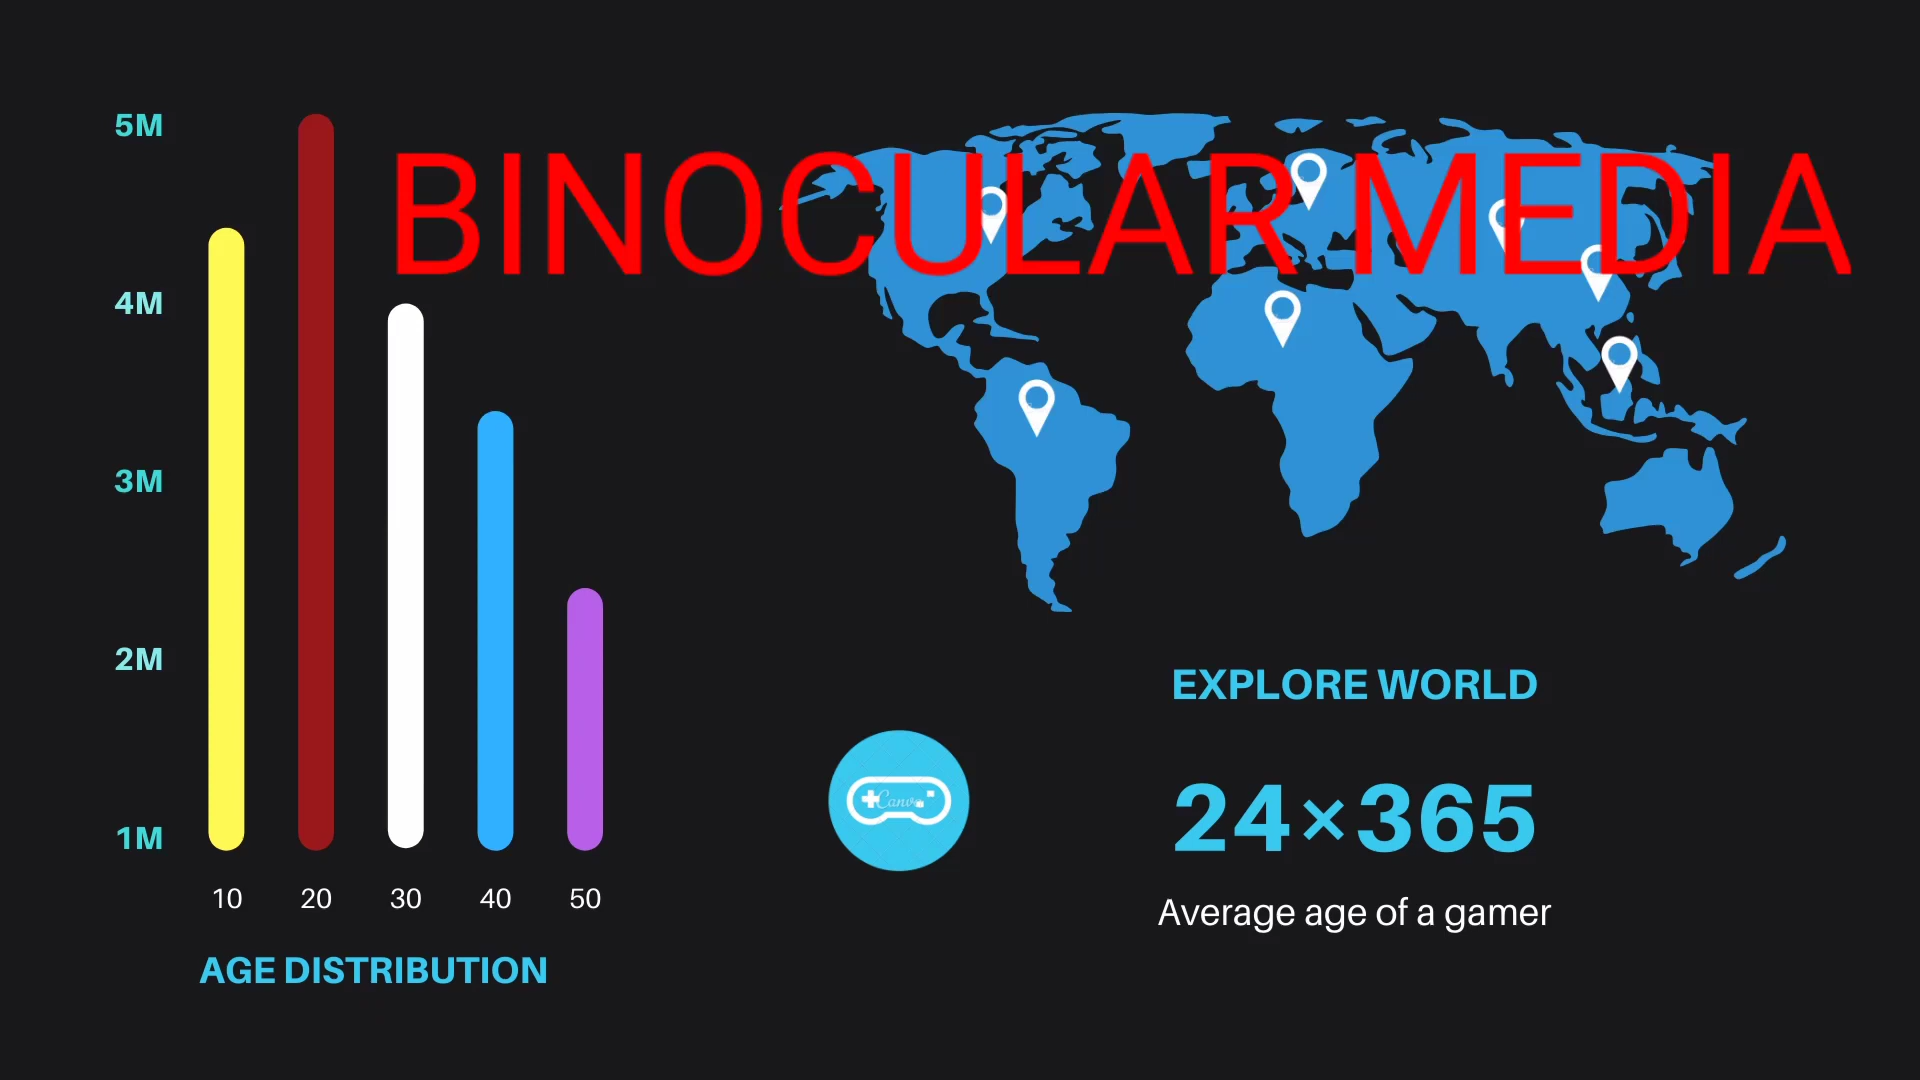 BINOCULAR MEDIA
5M
4M
3M
2M
1M
10 20 30 40 50
AGE DISTRIBUTION
EXPLORE WORLD
24×365
Average age of a gamer
Canva